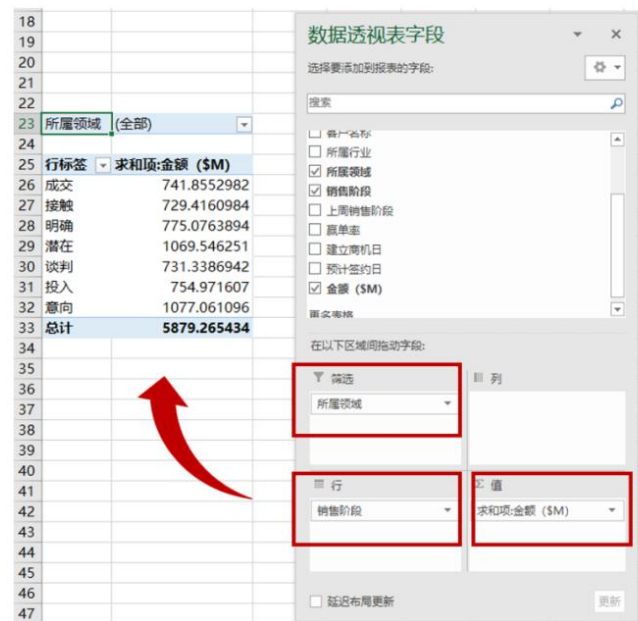 18
19
20
21
22
23 所属领域 (全部)
24
25 行标签 求和项:金额（$M）
26 成交 741.8552982
27 接触 729.4160984
28 明确 775.0763894
29 潜在 1069.546251
30 谈判 731.3386942
31 投入 754.971607
32 意向 1077.061096
33 总计 5879.265434
34
35
36
37
38
39
40
41
42
43
44
45
46
47
数据透视表字段
选择要添加到报表的字段:
搜索
客户名称
所属行业
所属领域
销售阶段
上周销售阶段
赢单率
建立商机日
预计签约日
金额（$M）
更多表格
在以下区域间拖动字段:
筛选
列
所属领域
行
Σ 值
销售阶段
求和项:金额（$M）
延迟布局更新
更新